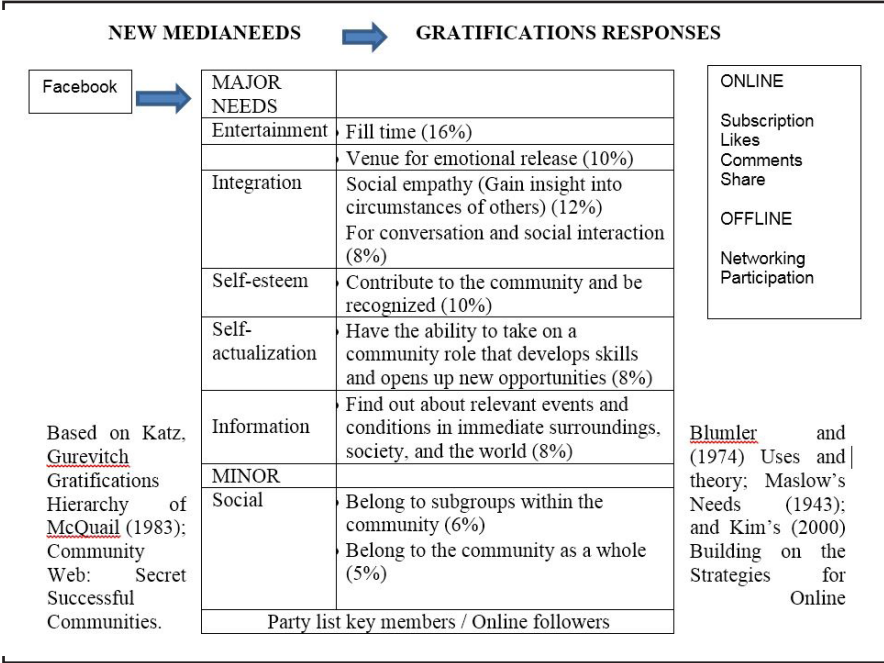 NEW MEDIANEEDS
GRATIFICATIONS RESPONSES
Facebook
MAJOR
NEEDS
Entertainment
Fill time (16%)
Venue for emotional release (10%)
Integration
Social empathy (Gain insight into
circumstances of others) (12%)
For conversation and social interaction
(8%)
Self-esteem
Contribute to the community and be
recognized (10%)
Self-
actualization
Have the ability to take on a
community role that develops skills
and opens up new opportunities (8%)
Information
Find out about relevant events and
conditions in immediate surroundings,
society, and the world (8%)
MINOR
Social
Belong to subgroups within the
community (6%)
Belong to the community as a whole
(5%)
Party list key members / Online followers
ONLINE
Subscription
Likes
Comments
Share
OFFLINE
Networking
Participation
Based on Katz,
Gurevitch
Gratifications
Hierarchy of
McQuail (1983);
Community
Web: Secret
Successful
Communities.
Blumler and
(1974) Uses and
theory; Maslow's
Needs (1943);
and Kim's (2000)
Building on the
Strategies for
Online